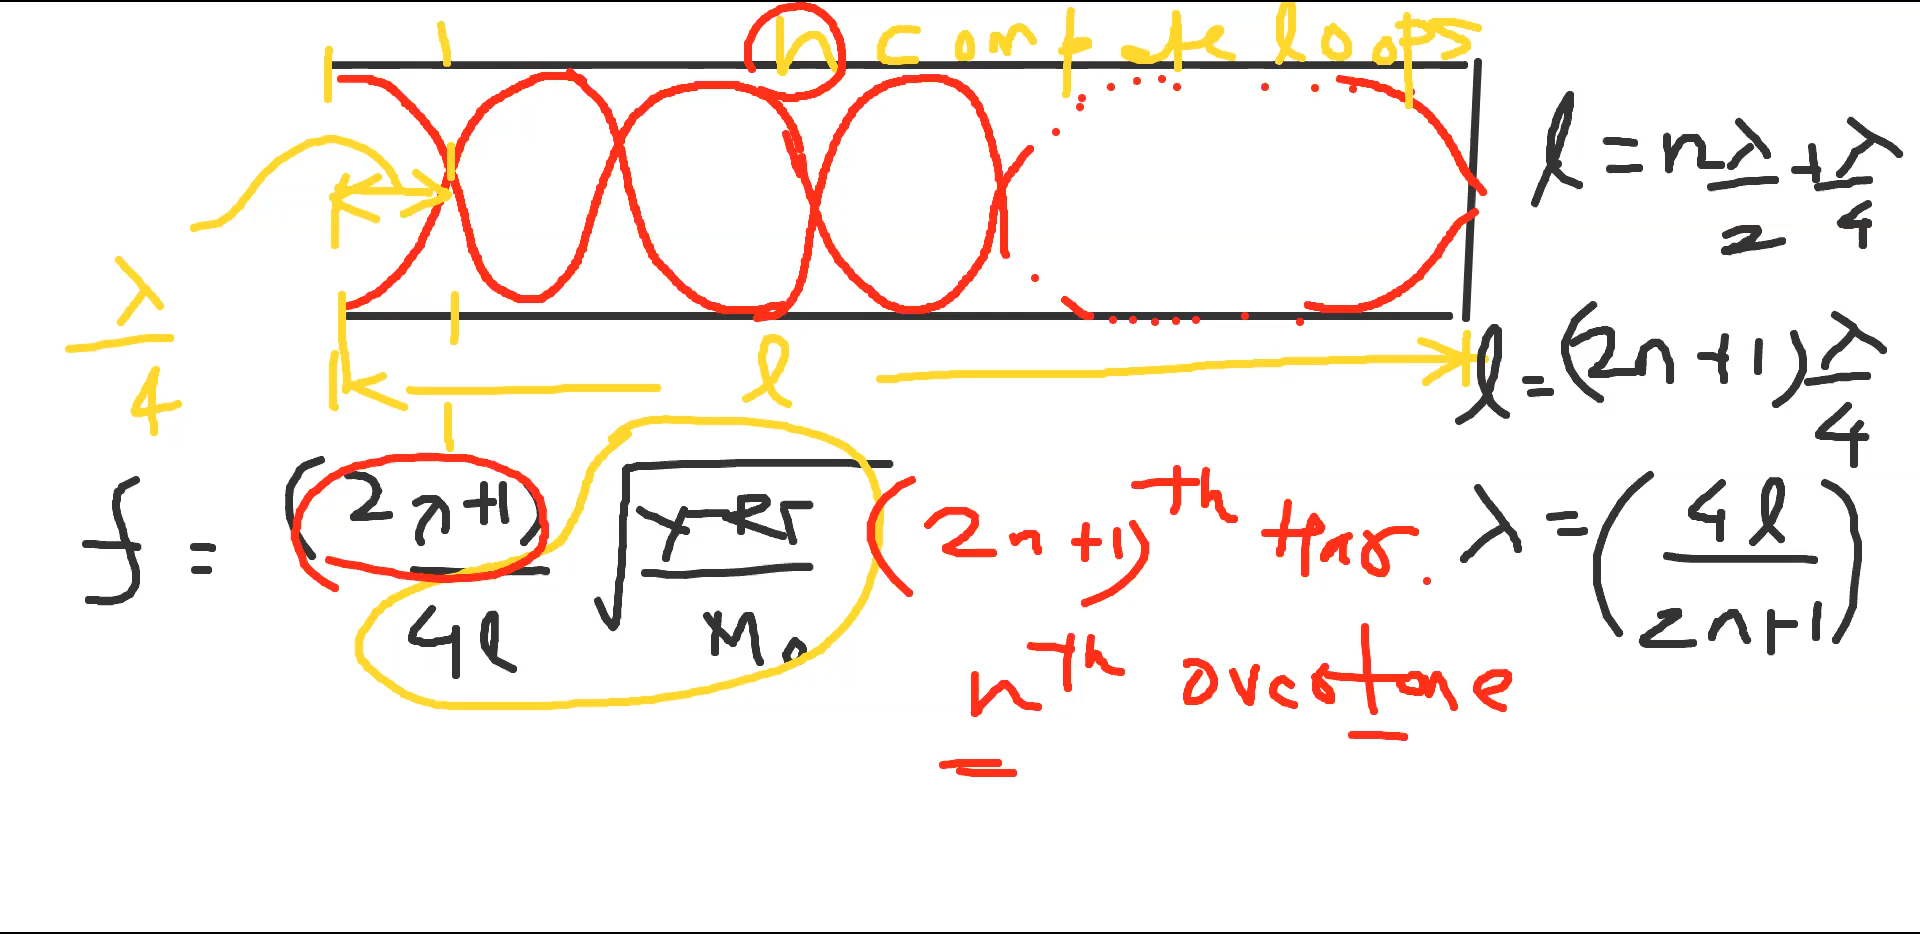 n complete loops
l = nλ/2 + λ/4
λ/4
l
l = (2n+1) λ/4
f = (2n+1)/4l √(γRT/M₀)
(2n+1)th Har.
λ = (4l/2n+1)
nth overtone